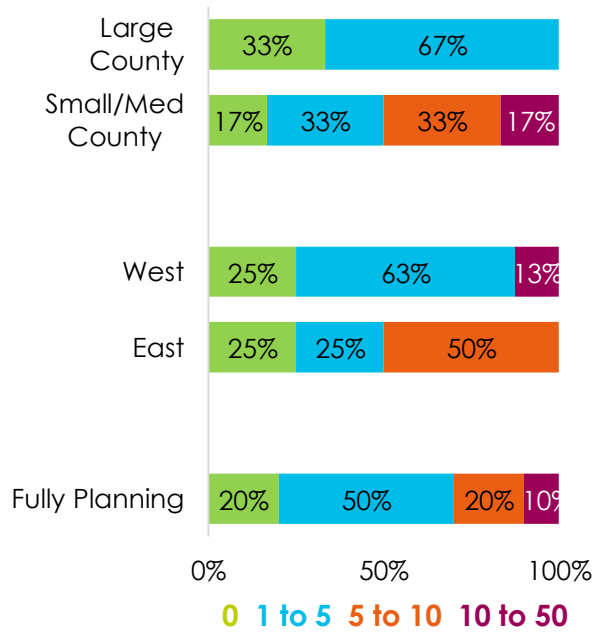 Large
County
33% 67%
Small/Med
County
17% 33% 33% 17%
West
25% 63% 13%
East
25% 25% 50%
Fully Planning
20% 50% 20% 10%
0% 50% 100%
0 1 to 5 5 to 10 10 to 50